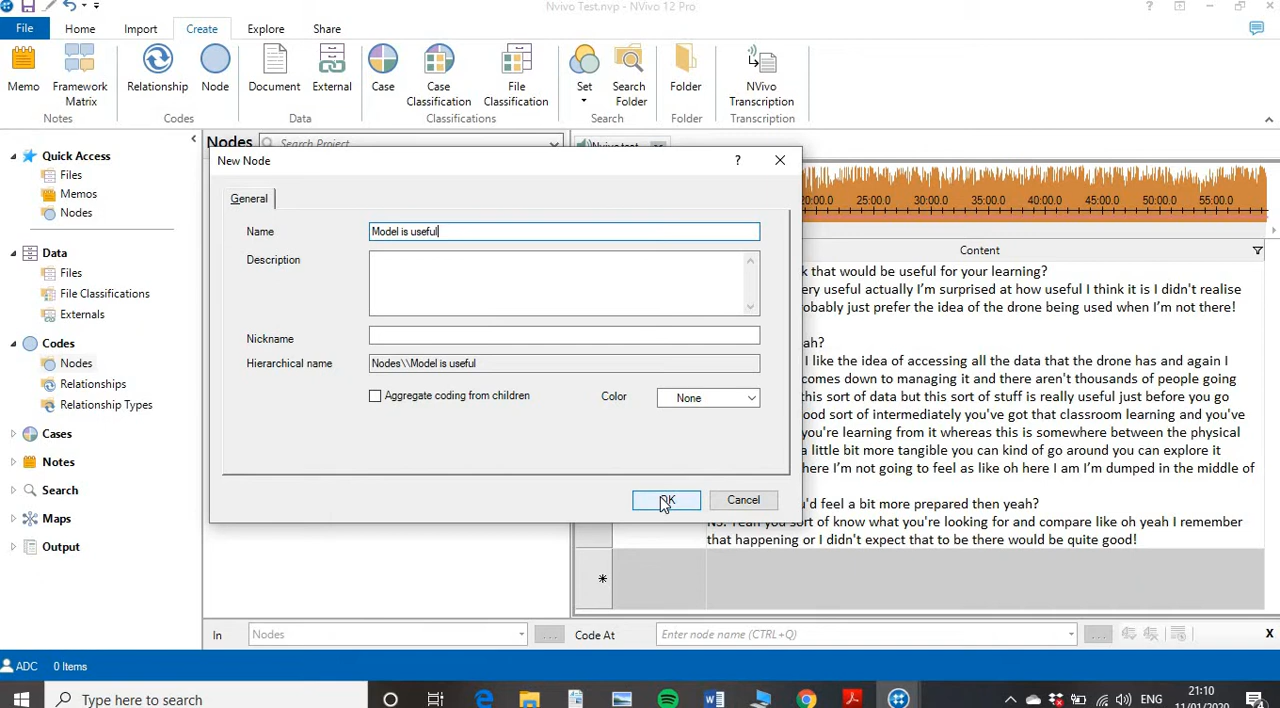 Nvivo Test.nvp - NVivo 12 Pro
File Home Import Create Explore Share
Memo Framework Matrix Relationship Node Document External Case Case Classification File Classification Set Search Folder Folder NVivo Transcription
Notes Codes Data Classifications Search Folder Transcription
Nodes Search Project Nvivo test
Quick Access
Files
Memos
Nodes
Data
Files
File Classifications
Externals
Codes
Nodes
Relationships
Relationship Types
Cases
Notes
Search
Maps
Output
New Node ?
General
Name Model is useful
Description
Nickname
Hierarchical name Nodes\\Model is useful
Aggregate coding from children Color None
OK Cancel
20:00.0 25:00.0 30:00.0 35:00.0 40:00.0 45:00.0 50:00.0 55:00.0
Content
k that would be useful for your learning?
ery useful actually I'm surprised at how useful I think it is I didn't realise
obably just prefer the idea of the drone being used when I'm not there!
ah?
I like the idea of accessing all the data that the drone has and again I
comes down to managing it and there aren't thousands of people going
this sort of data but this sort of stuff is really useful just before you go
ood sort of intermediately you've got that classroom learning and you've
you're learning from it whereas this is somewhere between the physical
a little bit more tangible you can kind of go around you can explore it
here I'm not going to feel as like oh here I am I'm dumped in the middle of
u'd feel a bit more prepared then yeah?
Yeah you sort of know what you're looking for and compare like oh yeah I remember
that happening or I didn't expect that to be there would be quite good!
*
In Nodes ... Code At Enter node name (CTRL+Q) ... X
ADC 0 Items
Type here to search
ENG 21:10
11/01/2020